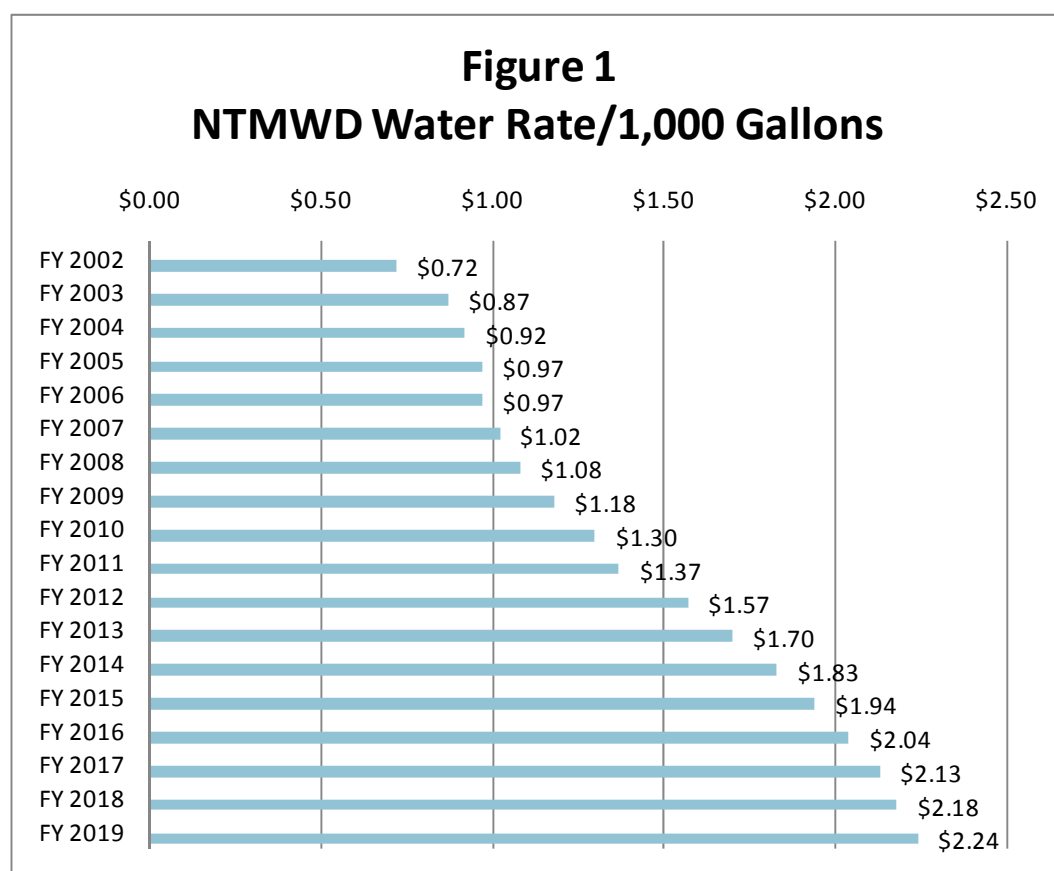 Figure 1
NTMWD Water Rate/1,000 Gallons
$0.00 $0.50 $1.00 $1.50 $2.00 $2.50
FY 2002 $0.72
FY 2003 $0.87
FY 2004 $0.92
FY 2005 $0.97
FY 2006 $0.97
FY 2007 $1.02
FY 2008 $1.08
FY 2009 $1.18
FY 2010 $1.30
FY 2011 $1.37
FY 2012 $1.57
FY 2013 $1.70
FY 2014 $1.83
FY 2015 $1.94
FY 2016 $2.04
FY 2017 $2.13
FY 2018 $2.18
FY 2019 $2.24